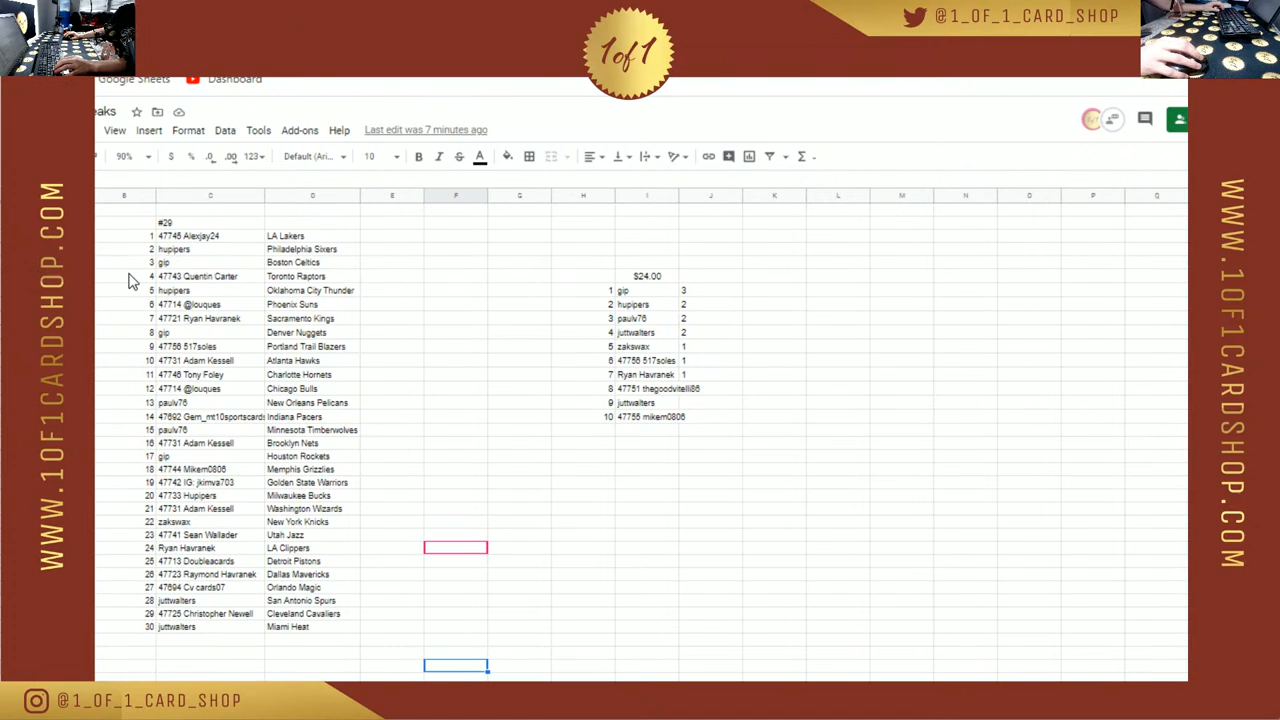 1of1
@1_OF_1_CARD_SHOP
Google Sheets Dashboard
eaks
View Insert Format Data Tools Add-ons Help Last edit was 7 minutes ago
90% $ % .0 .00 123 Default (Ari... 10 B I S A
B C D E F G H I J K L M N O P Q
#29
1 47745 Alexjay24 LA Lakers
2 hupipers Philadelphia Sixers
3 gip Boston Celtics
4 47743 Quentin Carter Toronto Raptors $24.00
5 hupipers Oklahoma City Thunder 1 gip 3
6 47714 @louques Phoenix Suns 2 hupipers 2
7 47721 Ryan Havranek Sacramento Kings 3 paulv76 2
8 gip Denver Nuggets 4 juttwalters 2
9 47756 517soles Portland Trail Blazers 5 zakswax 1
10 47731 Adam Kessell Atlanta Hawks 6 47756 517soles 1
11 47746 Tony Foley Charlotte Hornets 7 Ryan Havranek 1
12 47714 @louques Chicago Bulls 8 47751 thegoodvitelli86
13 paulv76 New Orleans Pelicans 9 juttwalters
14 47692 Gem_mt10sportscards Indiana Pacers 10 47755 mikem0806
15 paulv76 Minnesota Timberwolves
16 47731 Adam Kessell Brooklyn Nets
17 gip Houston Rockets
18 47744 Mikem0806 Memphis Grizzlies
19 47742 IG: jkimva703 Golden State Warriors
20 47733 Hupipers Milwaukee Bucks
21 47731 Adam Kessell Washington Wizards
22 zakswax New York Knicks
23 47741 Sean Wallader Utah Jazz
24 Ryan Havranek LA Clippers
25 47713 Doubleacards Detroit Pistons
26 47723 Raymond Havranek Dallas Mavericks
27 47694 Cv cards07 Orlando Magic
28 juttwalters San Antonio Spurs
29 47725 Christopher Newell Cleveland Cavaliers
30 juttwalters Miami Heat
WWW.1OF1CARDSHOP.COM
WWW.1OF1CARDSHOP.COM
@1_OF_1_CARD_SHOP